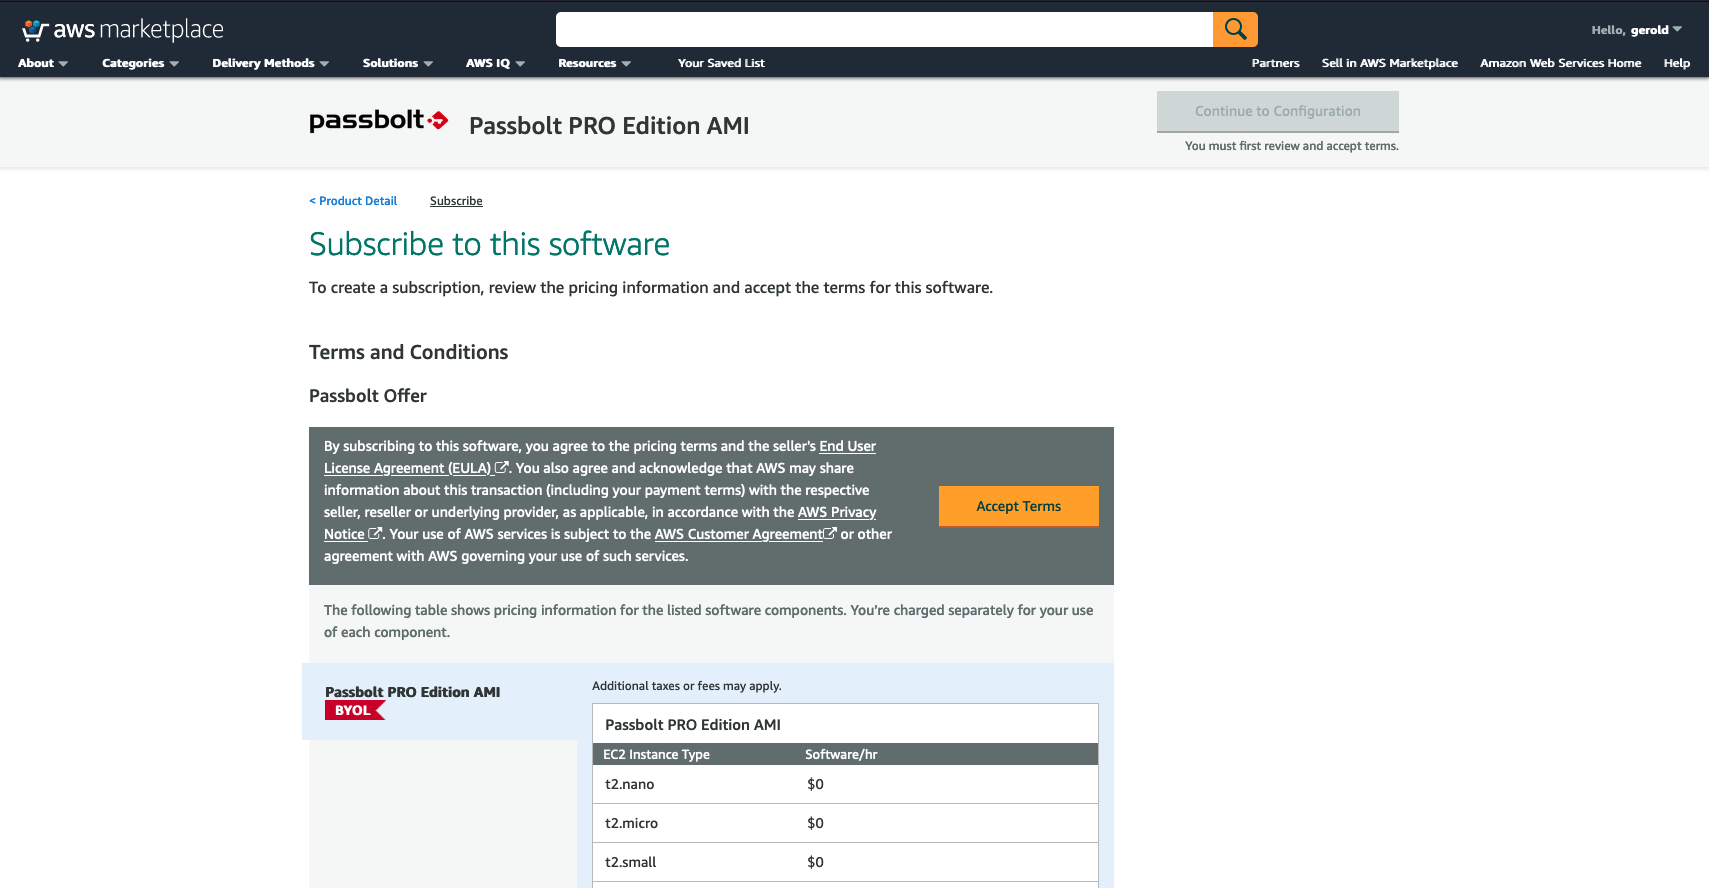 aws marketplace
Hello, gerold
About
Categories
Delivery Methods
Solutions
AWS IQ
Resources
Your Saved List
Partners
Sell in AWS Marketplace
Amazon Web Services Home
Help
passbolt
Passbolt PRO Edition AMI
Continue to Configuration
You must first review and accept terms.
< Product Detail
Subscribe
Subscribe to this software
To create a subscription, review the pricing information and accept the terms for this software.
Terms and Conditions
Passbolt Offer
By subscribing to this software, you agree to the pricing terms and the seller's End User
License Agreement (EULA). You also agree and acknowledge that AWS may share
information about this transaction (including your payment terms) with the respective
seller, reseller or underlying provider, as applicable, in accordance with the AWS Privacy
Notice. Your use of AWS services is subject to the AWS Customer Agreement or other
agreement with AWS governing your use of such services.
Accept Terms
The following table shows pricing information for the listed software components. You're charged separately for your use
of each component.
Passbolt PRO Edition AMI
BYOL
Additional taxes or fees may apply.
Passbolt PRO Edition AMI
EC2 Instance Type Software/hr
t2.nano $0
t2.micro $0
t2.small $0